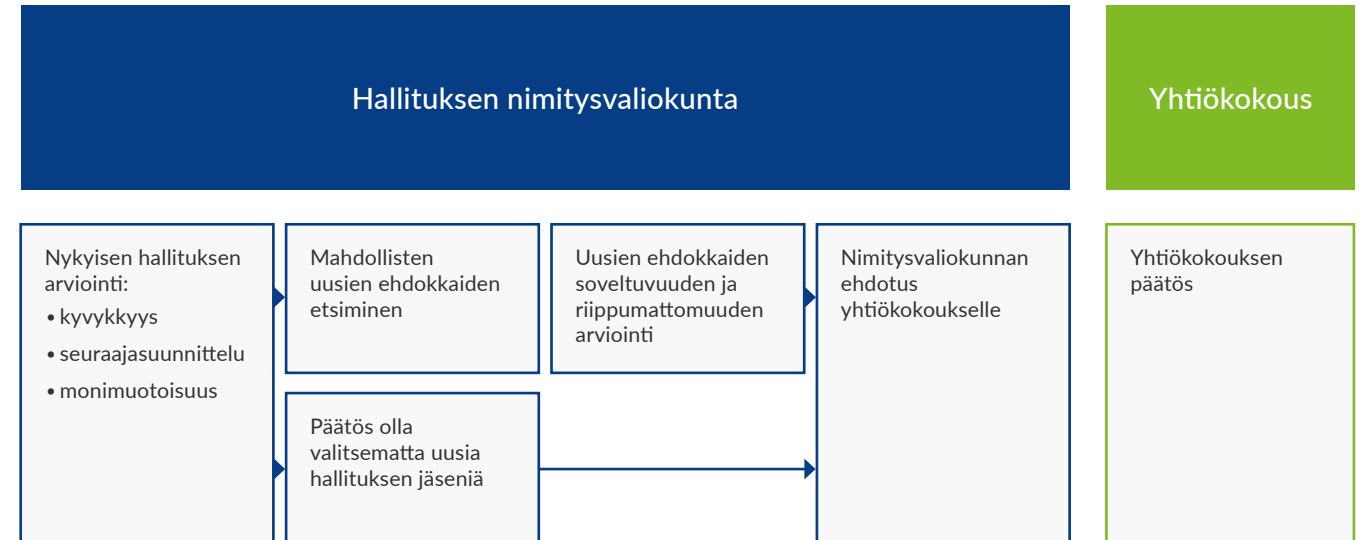 Hallituksen nimitysvaliokunta
Yhtiökokous
Nykyisen hallituksen
arviointi:
• kyvykkyys
• seuraajasuunnittelu
• monimuotoisuus
Mahdollisten
uusien ehdokkaiden
etsiminen
Päätös olla
valitsematta uusia
hallituksen jäseniä
Uusien ehdokkaiden
soveltuvuuden ja
riippumattomuuden
arviointi
Nimitysvaliokunnan
ehdotus
yhtiökokoukselle
Yhtiökokouksen
päätös